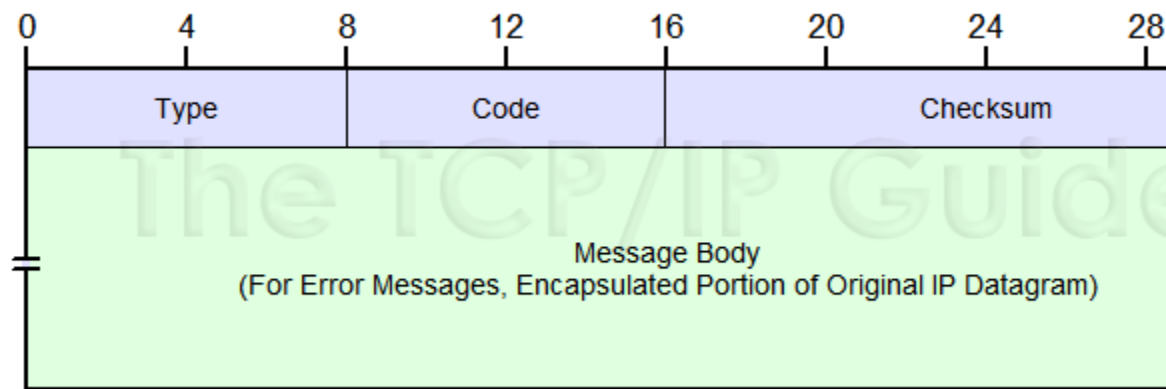 0 4 8 12 16 20 24 28
Type Code Checksum
The TCP/IP Guide
Message Body
(For Error Messages, Encapsulated Portion of Original IP Datagram)